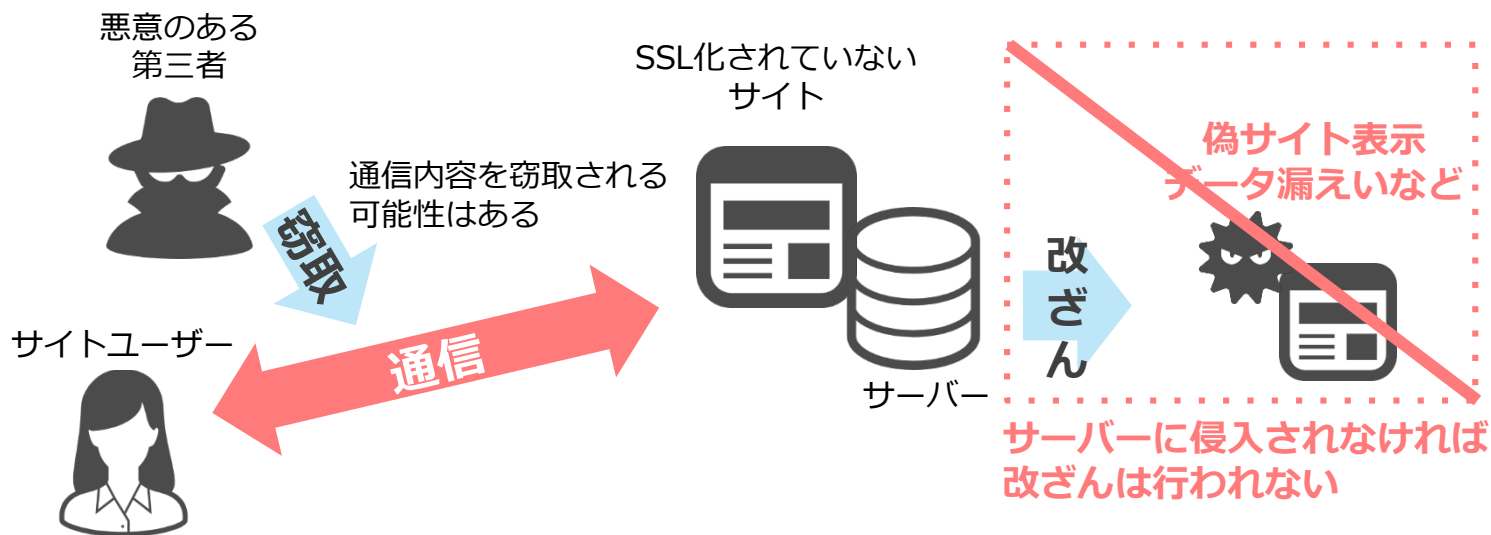 悪意のある
第三者
SSL化されていない
サイト
偽サイト表示
データ漏えいなど
通信内容を窃取される
可能性はある
窃取
改ざん
サイトユーザー
通信
サーバー
サーバーに侵入されなければ
改ざんは行われない